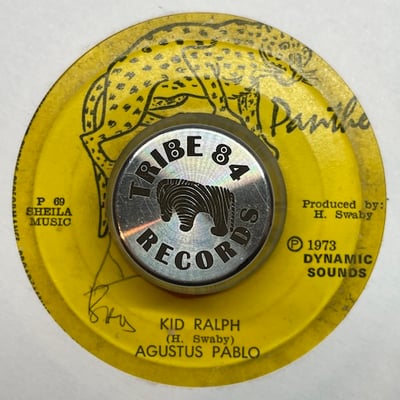 Panthe
TRIBE 84
RECORDS
P 69
SHEILA
MUSIC
Produced by:
H. Swaby
℗ 1973
DYNAMIC
SOUNDS
KID RALPH
(H. Swaby)
AGUSTUS PABLO